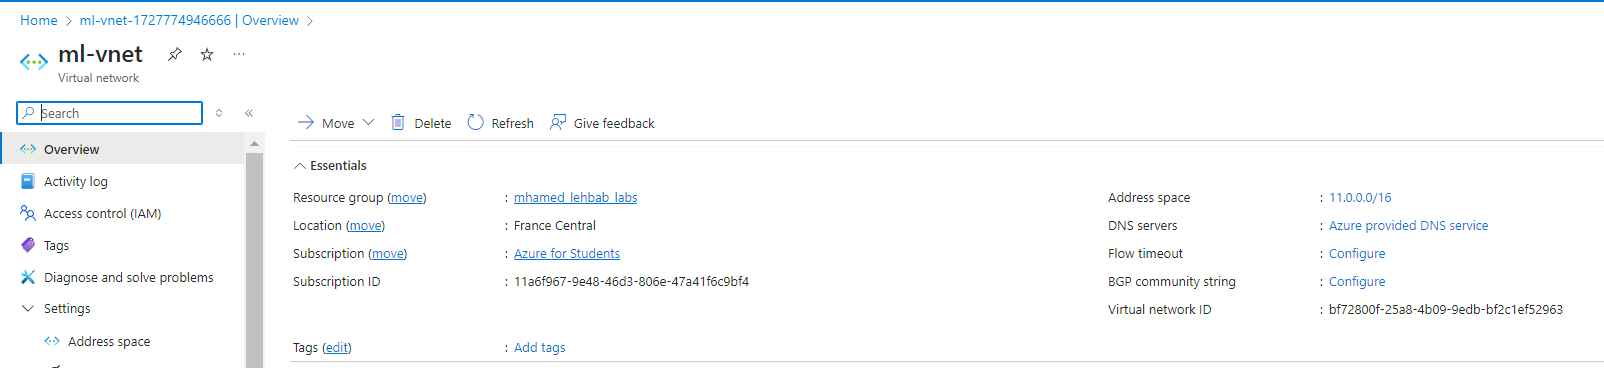 Home > ml-vnet-1727774946666 | Overview >
ml-vnet
Virtual network
Search
Overview
Activity log
Access control (IAM)
Tags
Diagnose and solve problems
Settings
Address space
Move Delete Refresh Give feedback
Essentials
Resource group (move) : mhamed_lehbab_labs
Location (move) : France Central
Subscription (move) : Azure for Students
Subscription ID : 11a6f967-9e48-46d3-806e-47a41f6c9bf4
Address space : 11.0.0.0/16
DNS servers : Azure provided DNS service
Flow timeout : Configure
BGP community string : Configure
Virtual network ID : bf72800f-25a8-4b09-9edb-bf2c1ef52963
Tags (edit) : Add tags